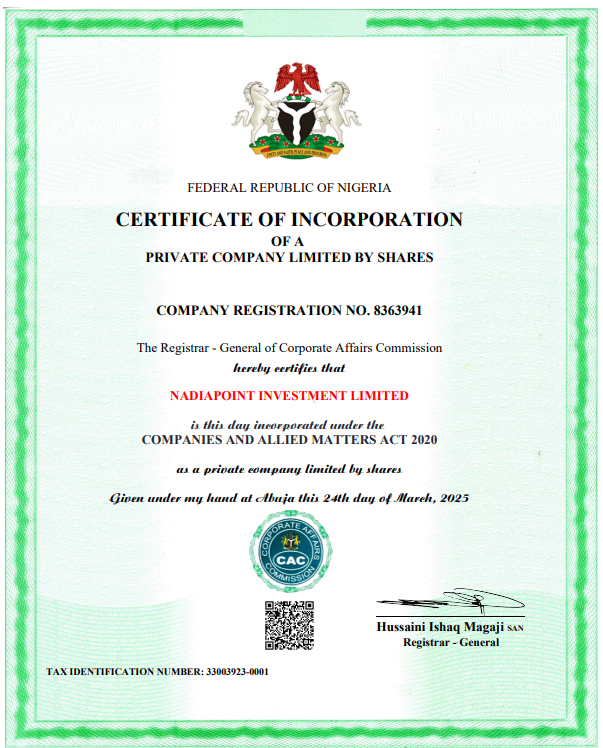 UNITY AND FAITH, PEACE AND PROGRESS
FEDERAL REPUBLIC OF NIGERIA
CERTIFICATE OF INCORPORATION
OF A
PRIVATE COMPANY LIMITED BY SHARES
COMPANY REGISTRATION NO. 8363941
The Registrar - General of Corporate Affairs Commission
hereby certifies that
NADIAPOINT INVESTMENT LIMITED
is this day incorporated under the
COMPANIES AND ALLIED MATTERS ACT 2020
as a private company limited by shares
Given under my hand at Abuja this 24th day of March, 2025
CORPORATE AFFAIRS
CAC
COMMISSION
Hussaini Ishaq Magaji SAN
Registrar - General
TAX IDENTIFICATION NUMBER: 33003923-0001